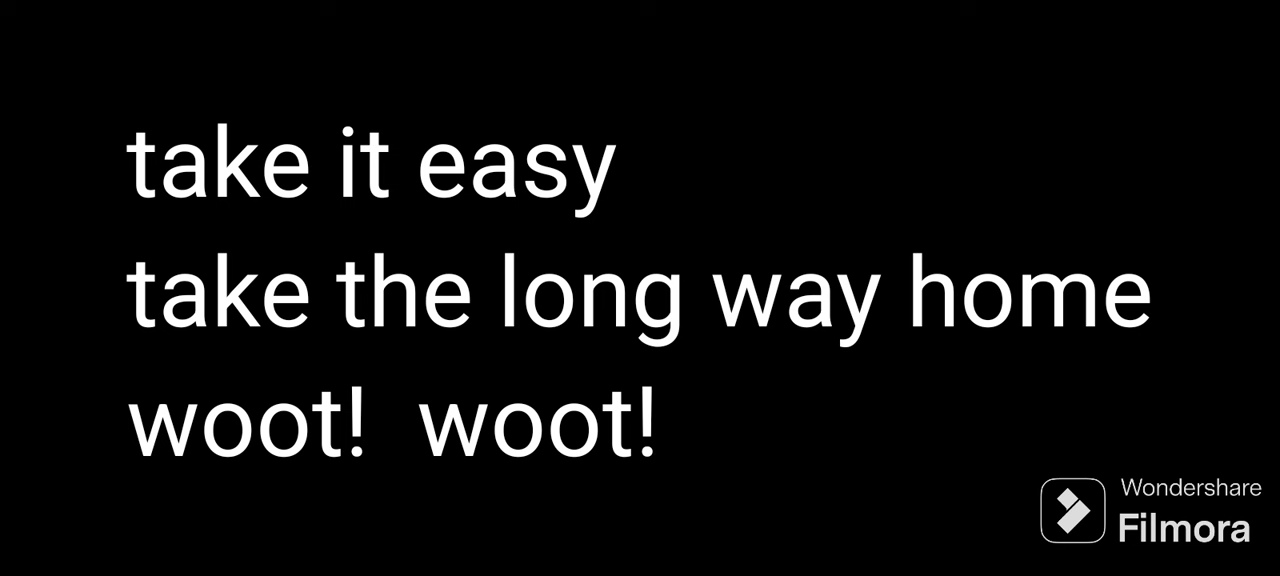 take it easy
take the long way home
woot!  woot!
Wondershare
Filmora